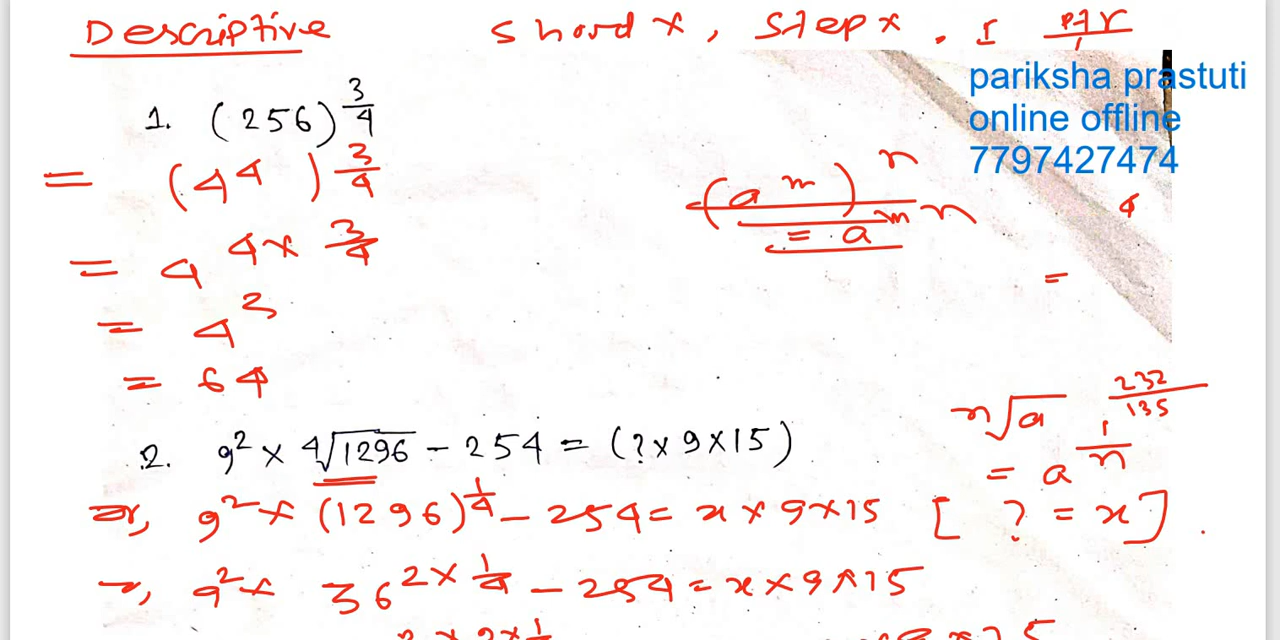 Descriptive short x, step x . I
pariksha prastuti
online offline
7797427474
1. (256)^3/4
= (4^4)^3/4
(a^m)^n
= a^mn
4
= 4^4×3/4
=
= 4^3
= 64
232/135
n√a
= a^1/n
2. 9² × ∜1296 - 254 = (? × 9 × 15)
or, 9² × (1296)^1/4 - 254 = x × 9 × 15 [ ? = x ]
⇒, 9² × 36^2×1/4 - 254 = x × 9 × 15